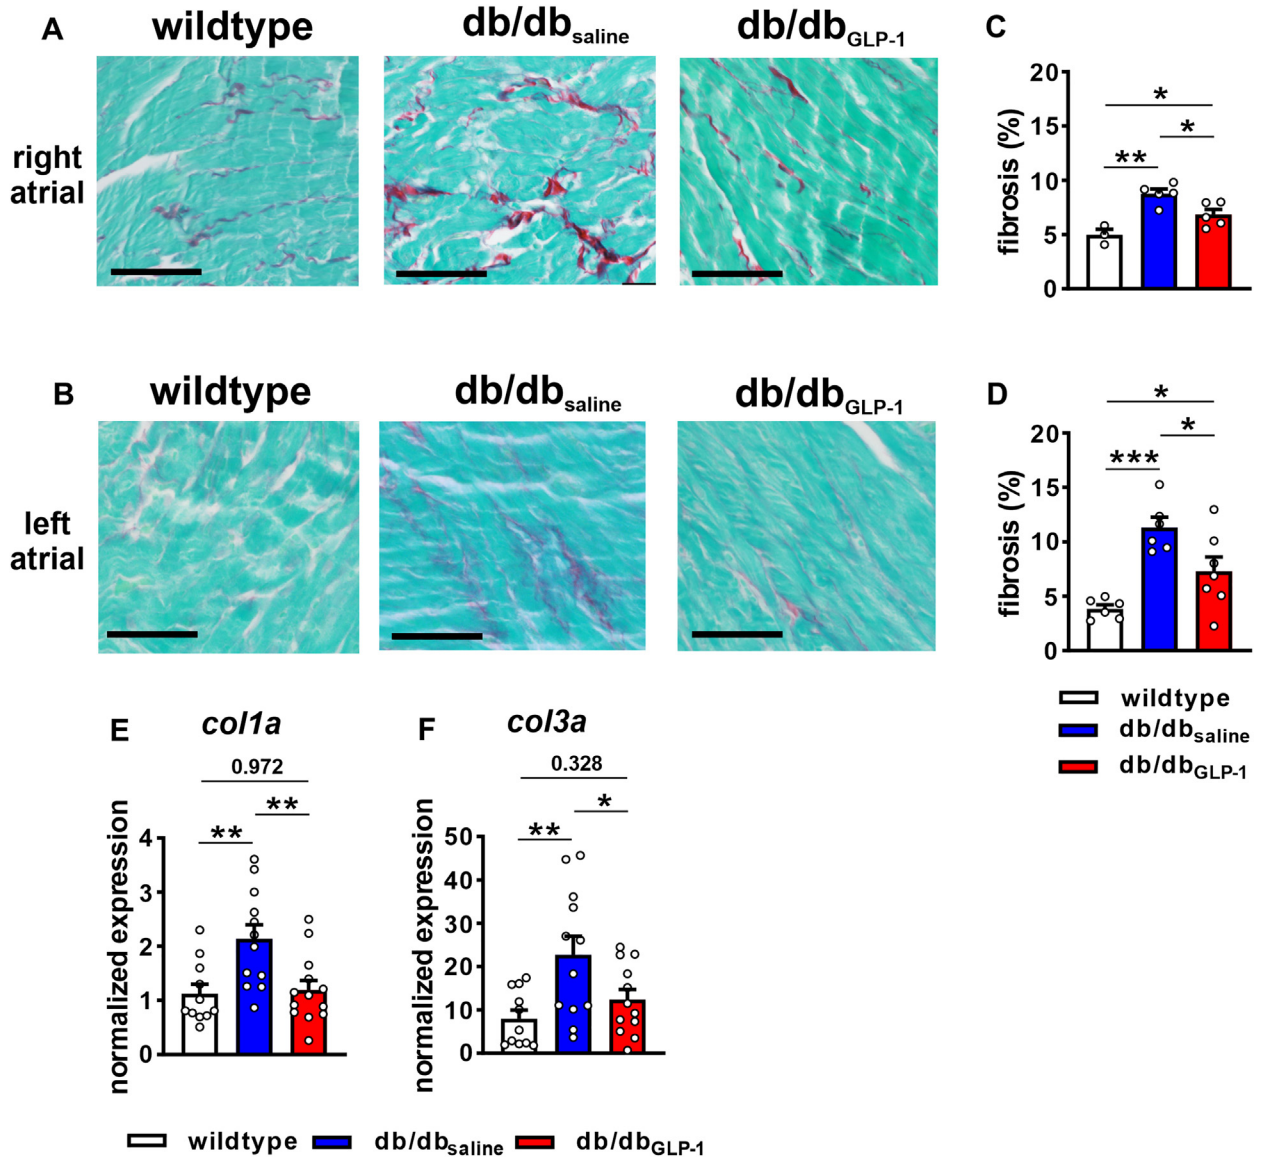 A
wildtype
db/dbsaline
db/dbGLP-1
C
right
atrial
fibrosis (%)
20
15
10
5
0
*
*
**
B
wildtype
db/dbsaline
db/dbGLP-1
D
left
atrial
fibrosis (%)
20
15
10
5
0
*
*
***
wildtype
db/dbsaline
db/dbGLP-1
E
col1a
0.972
**
**
normalized expression
4
3
2
1
0
F
col3a
0.328
*
**
normalized expression
50
40
30
20
10
0
wildtype
db/dbsaline
db/dbGLP-1